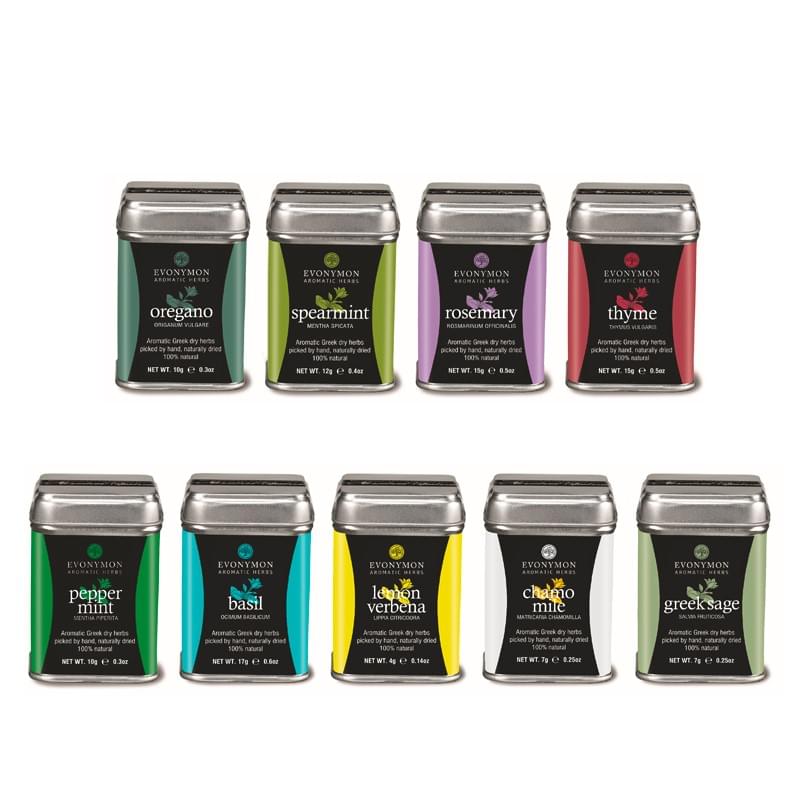 EVONYMON
AROMATIC HERBS
oregano
ORIGANUM VULGARE
Aromatic Greek dry herbs
picked by hand, naturally dried
100% natural
NET WT. 10g ℮ 0.3oz
EVONYMON
AROMATIC HERBS
spearmint
MENTHA SPICATA
Aromatic Greek dry herbs
picked by hand, naturally dried
100% natural
NET WT. 12g ℮ 0.4oz
EVONYMON
AROMATIC HERBS
rosemary
ROSMARINUM OFFICINALIS
Aromatic Greek dry herbs
picked by hand, naturally dried
100% natural
NET WT. 15g ℮ 0.5oz
EVONYMON
AROMATIC HERBS
thyme
THYMUS VULGARIS
Aromatic Greek dry herbs
picked by hand, naturally dried
100% natural
NET WT. 15g ℮ 0.5oz
EVONYMON
AROMATIC HERBS
pepper
mint
MENTHA PIPERITA
Aromatic Greek dry herbs
picked by hand, naturally dried
100% natural
NET WT. 10g ℮ 0.3oz
EVONYMON
AROMATIC HERBS
basil
OCIMUM BASILICUM
Aromatic Greek dry herbs
picked by hand, naturally dried
100% natural
NET WT. 17g ℮ 0.6oz
EVONYMON
AROMATIC HERBS
lemon
verbena
LIPPIA CITRIODORA
Aromatic Greek dry herbs
picked by hand, naturally dried
100% natural
NET WT. 4g ℮ 0.14oz
EVONYMON
AROMATIC HERBS
chamo
mile
MATRICARIA CHAMOMILLA
Aromatic Greek dry herbs
picked by hand, naturally dried
100% natural
NET WT. 7g ℮ 0.25oz
EVONYMON
AROMATIC HERBS
greek sage
SALVIA FRUTICOSA
Aromatic Greek dry herbs
picked by hand, naturally dried
100% natural
NET WT. 7g ℮ 0.25oz